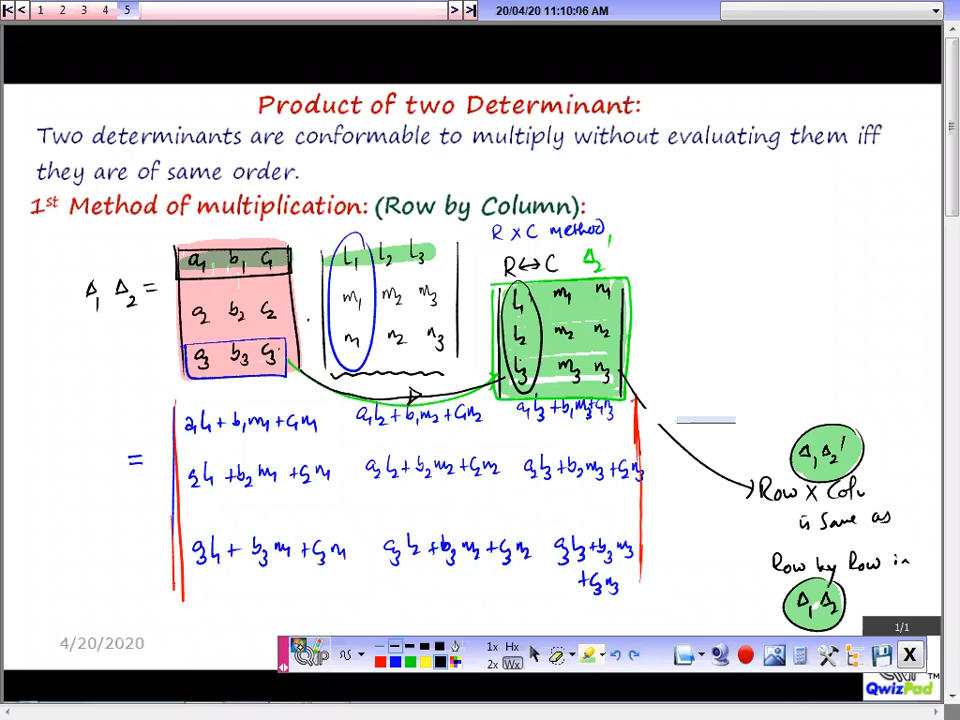 1 2 3 4 5
20/04/20 11:10:06 AM
Product of two Determinant:
Two determinants are conformable to multiply without evaluating them iff
they are of same order.
1st Method of multiplication: (Row by Column):
R x C method
R ↔ C Δ₂'
Δ₁ Δ₂ =
a₁ b₁ c₁
a₂ b₂ c₂
a₃ b₃ c₃
l₁ l₂ l₃
m₁ m₂ m₃
n₁ n₂ n₃
l₁ m₁ n₁
l₂ m₂ n₂
l₃ m₃ n₃
=
a₁l₁ + b₁m₁ + c₁n₁ a₁l₂ + b₁m₂ + c₁n₂ a₁l₃ + b₁m₃ + c₁n₃
a₂l₁ + b₂m₁ + c₂n₁ a₂l₂ + b₂m₂ + c₂n₂ a₂l₃ + b₂m₃ + c₂n₃
a₃l₁ + b₃m₁ + c₃n₁ a₃l₂ + b₃m₂ + c₃n₂ a₃l₃ + b₃m₃
+ c₃n₃
Δ₁Δ₂'
Row X Colu
is same as
Row by Row in
Δ₁Δ₂
1/1
4/20/2020
1x Hx
2x Wx
QwizPad
TM